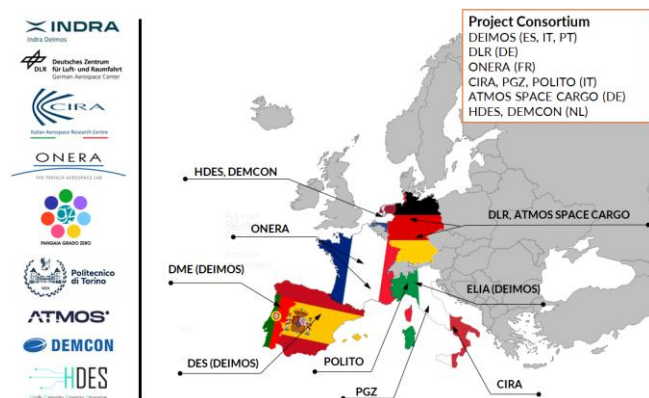 INDRA
Indra Deimos
DLR
Deutsches Zentrum
für Luft- und Raumfahrt
German Aerospace Center
CIRA
Italian Aerospace Research Centre
ONERA
THE FRENCH AEROSPACE LAB
PANGAIA GRADO ZERO
Politecnico
di Torino
ATMOS
DEMCON
HDES
Project Consortium
DEIMOS (ES, IT, PT)
DLR (DE)
ONERA (FR)
CIRA, PGZ, POLITO (IT)
ATMOS SPACE CARGO (DE)
HDES, DEMCON (NL)
HDES, DEMCON
DLR, ATMOS SPACE CARGO
ONERA
DME (DEIMOS)
ELIA (DEIMOS)
DES (DEIMOS)
POLITO
PGZ
CIRA